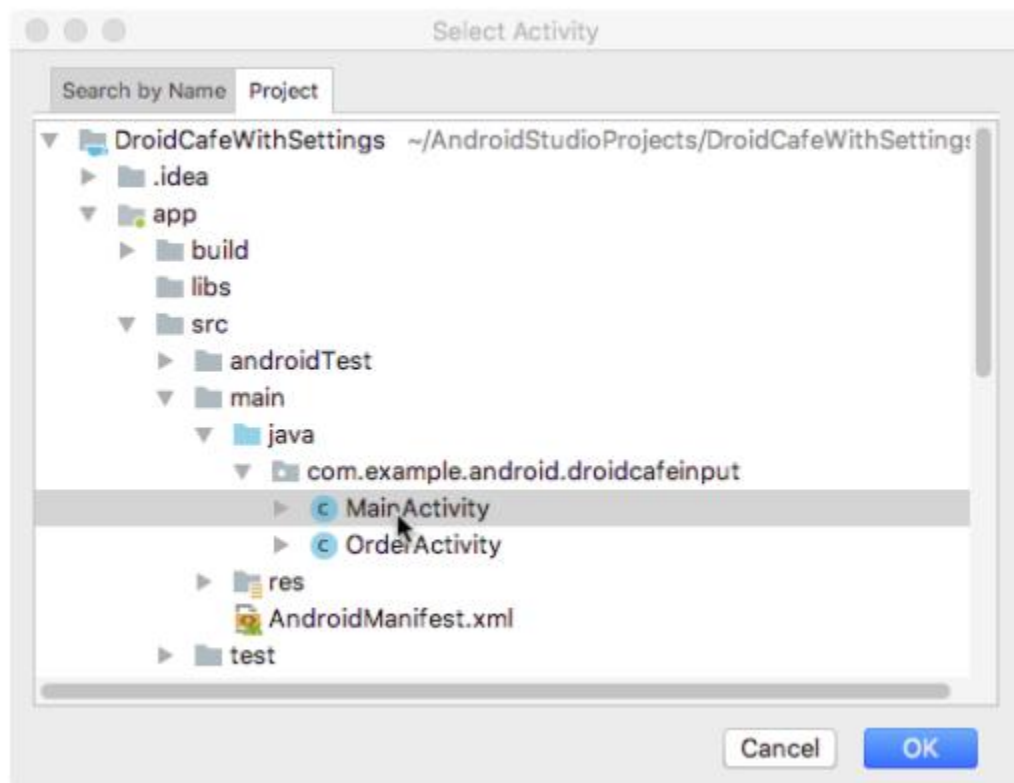 Select Activity
Search by Name Project
DroidCafeWithSettings ~/AndroidStudioProjects/DroidCafeWithSettings
.idea
app
build
libs
src
androidTest
main
java
com.example.android.droidcafeinput
MainActivity
OrderActivity
res
AndroidManifest.xml
test
Cancel OK